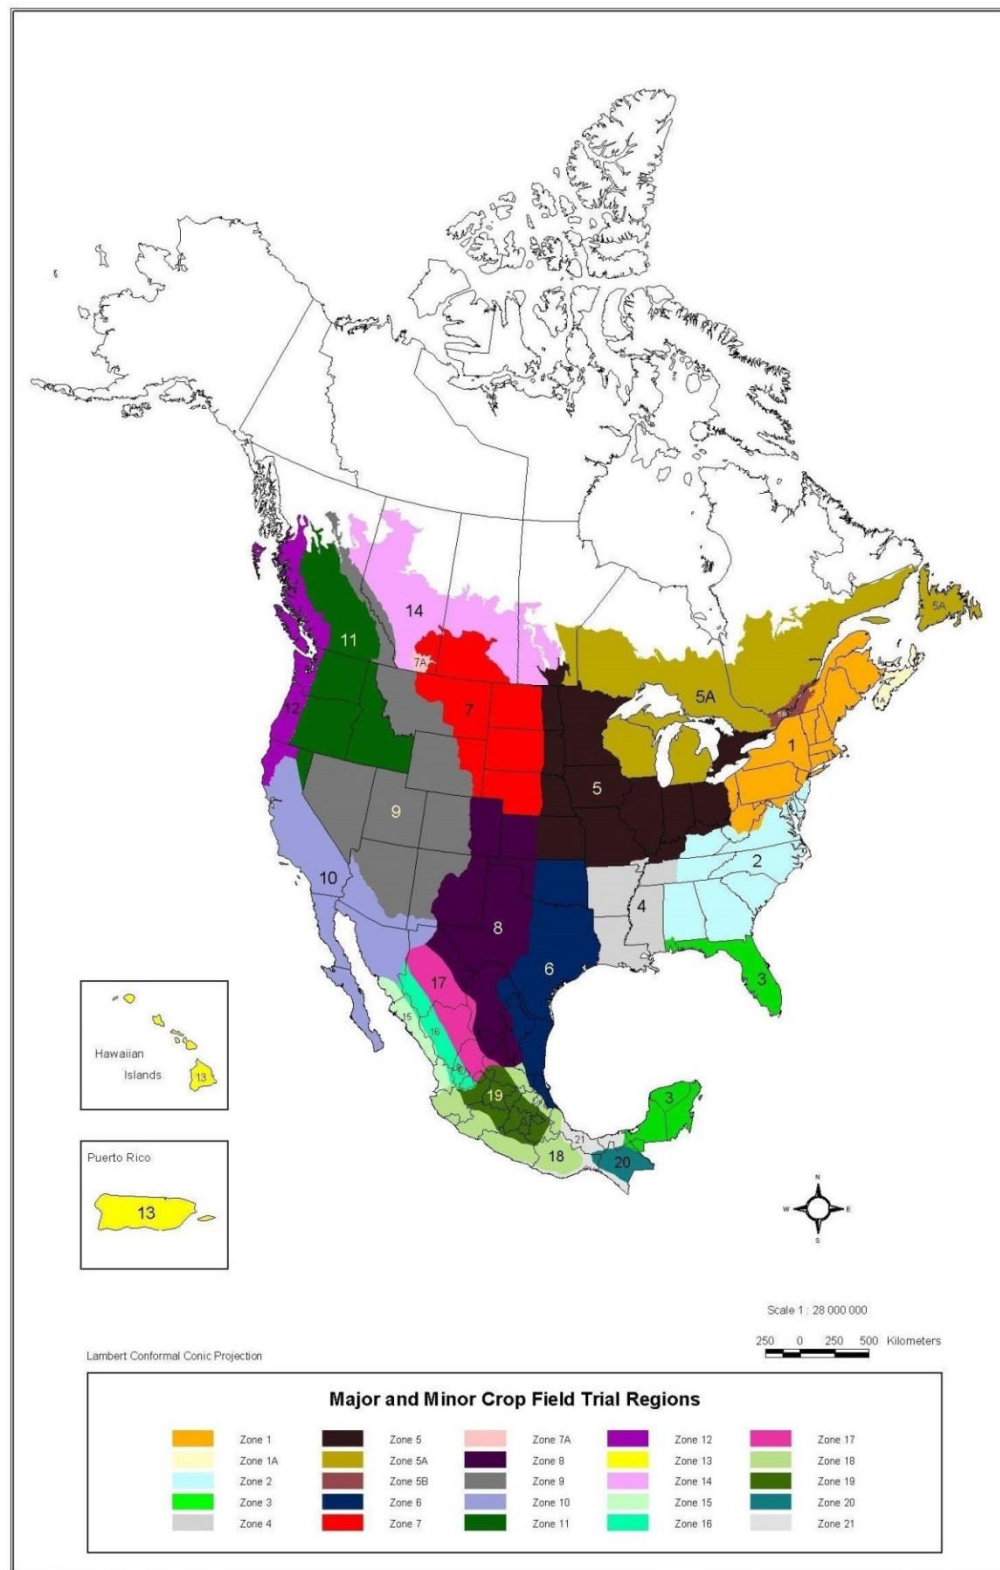 14
11
7A
7
12
5A
5A
5B
1A
1
5
9
2
10
4
8
6
3
17
15
16
Hawaiian
Islands
13
19
3
21
18
20
Puerto Rico
13
N
W E
S
Scale 1 : 28 000 000
250 0 250 500 Kilometers
Lambert Conformal Conic Projection
Major and Minor Crop Field Trial Regions
Zone 1 Zone 5 Zone 7A Zone 12 Zone 17
Zone 1A Zone 5A Zone 8 Zone 13 Zone 18
Zone 2 Zone 5B Zone 9 Zone 14 Zone 19
Zone 3 Zone 6 Zone 10 Zone 15 Zone 20
Zone 4 Zone 7 Zone 11 Zone 16 Zone 21